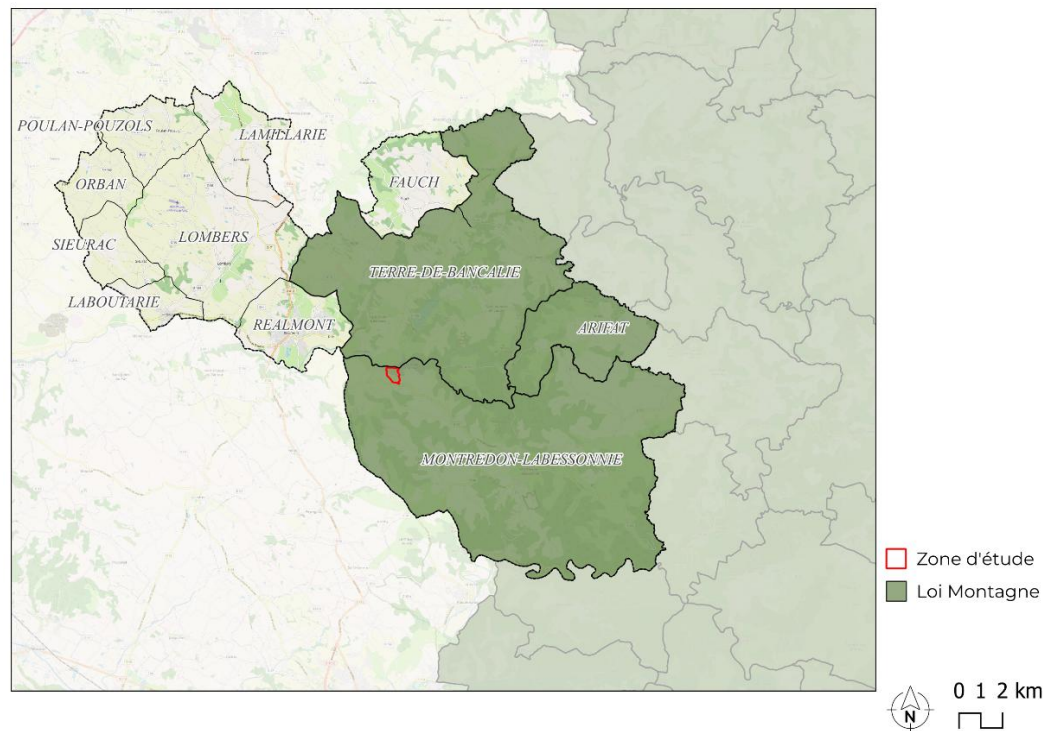 POULAN-POUZOLS
LAMILLARIE
ORBAN
FAUCH
SIEURAC
LOMBERS
TERRE-DE-BANCALIE
LABOUTARIE
REALMONT
ARIFAT
MONTREDON-LABESSONNIE
Zone d'étude
Loi Montagne
N
0 1 2 km